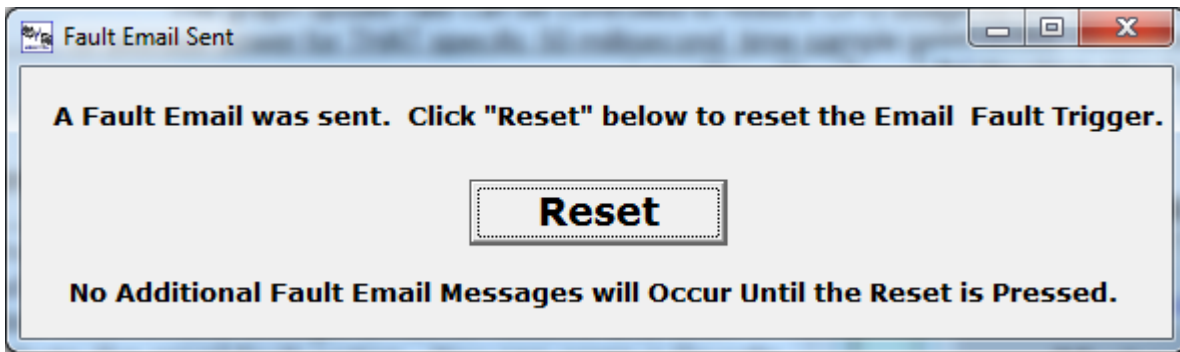 Fault Email Sent
A Fault Email was sent.  Click "Reset" below to reset the Email  Fault Trigger.
Reset
No Additional Fault Email Messages will Occur Until the Reset is Pressed.